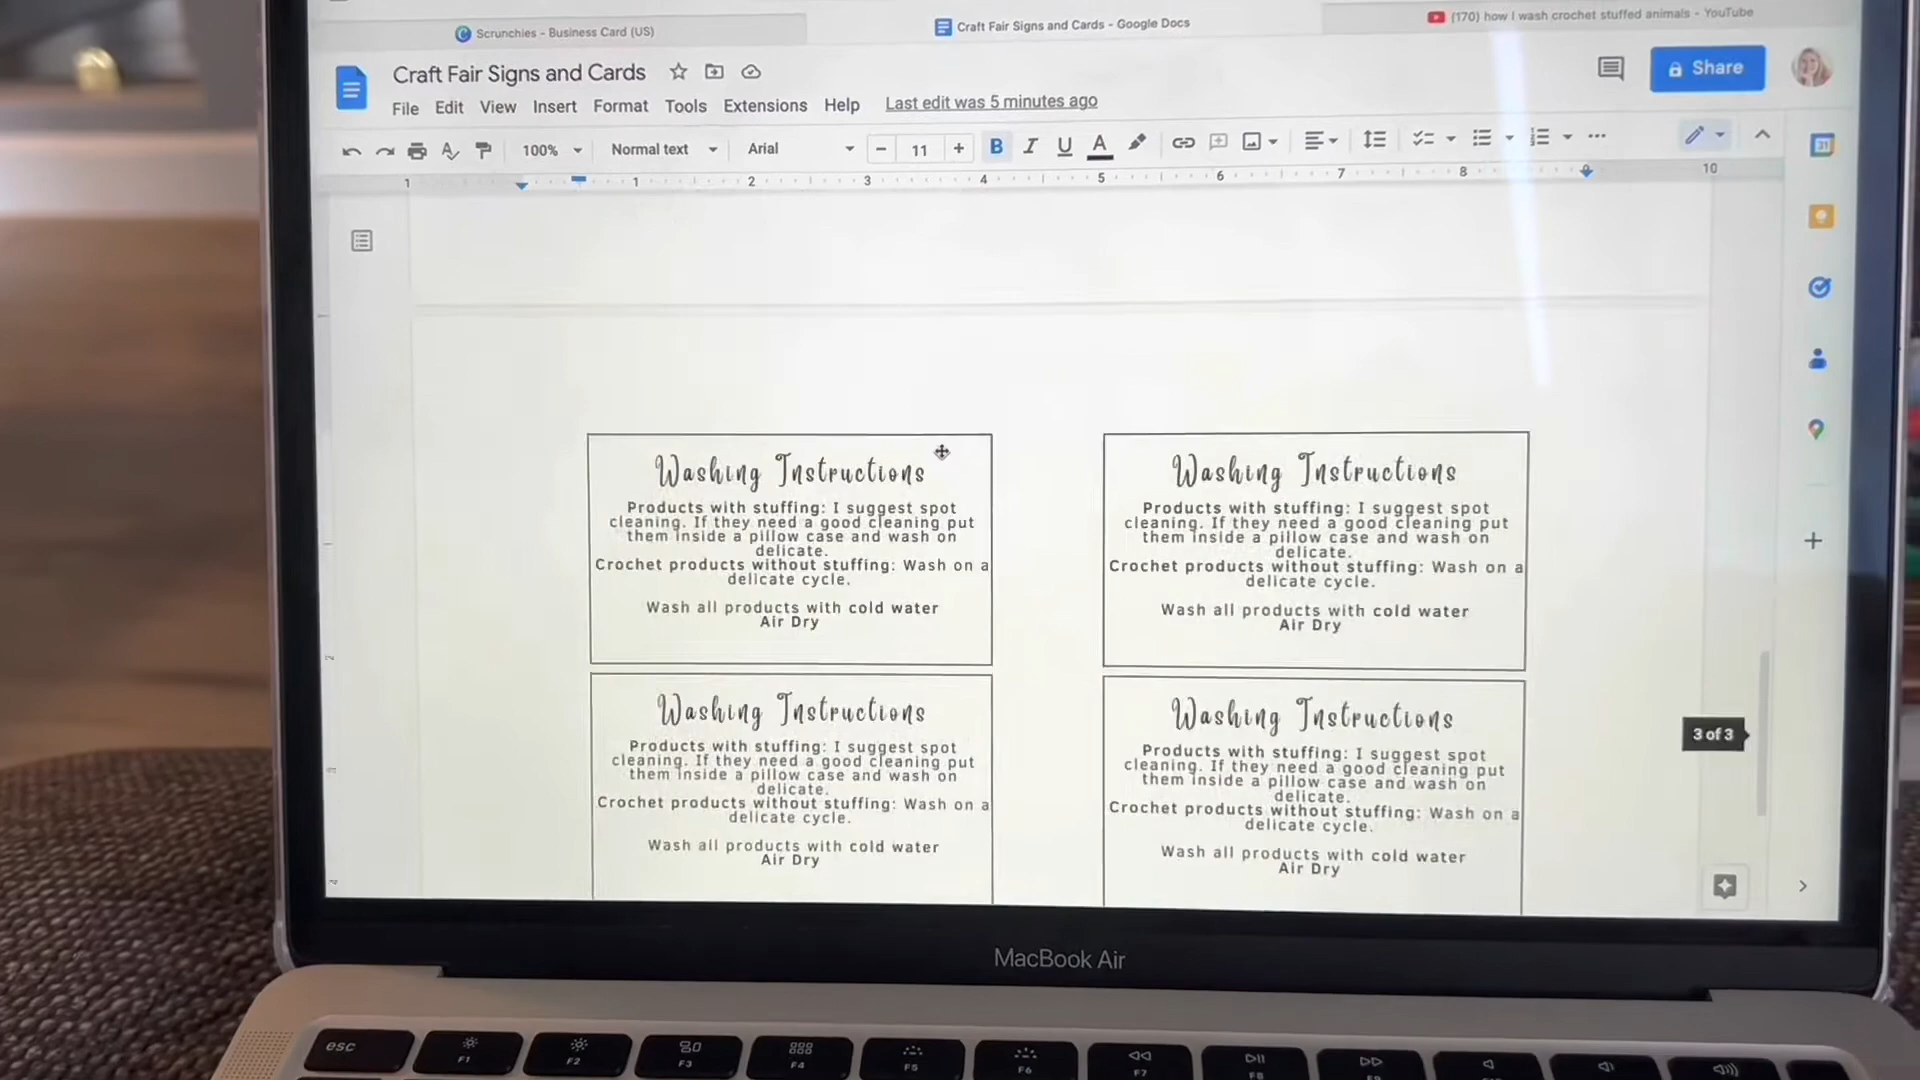 Scrunchies - Business Card (US)
Craft Fair Signs and Cards - Google Docs
(170) how I wash crochet stuffed animals - YouTube
Craft Fair Signs and Cards
Share
File Edit View Insert Format Tools Extensions Help Last edit was 5 minutes ago
100% Normal text Arial 11 B I U A
1 1 2 3 4 5 6 7 8 10
31
Washing Instructions
Products with stuffing: I suggest spot
cleaning. If they need a good cleaning put
them inside a pillow case and wash on
delicate.
Crochet products without stuffing: Wash on a
delicate cycle.
Wash all products with cold water
Air Dry
Washing Instructions
Products with stuffing: I suggest spot
cleaning. If they need a good cleaning put
them inside a pillow case and wash on
delicate.
Crochet products without stuffing: Wash on a
delicate cycle.
Wash all products with cold water
Air Dry
Washing Instructions
Products with stuffing: I suggest spot
cleaning. If they need a good cleaning put
them inside a pillow case and wash on
delicate.
Crochet products without stuffing: Wash on a
delicate cycle.
Wash all products with cold water
Air Dry
Washing Instructions
Products with stuffing: I suggest spot
cleaning. If they need a good cleaning put
them inside a pillow case and wash on
delicate.
Crochet products without stuffing: Wash on a
delicate cycle.
Wash all products with cold water
Air Dry
3 of 3
MacBook Air
esc F1 F2 F3 F4 F5 F6 F7 F8